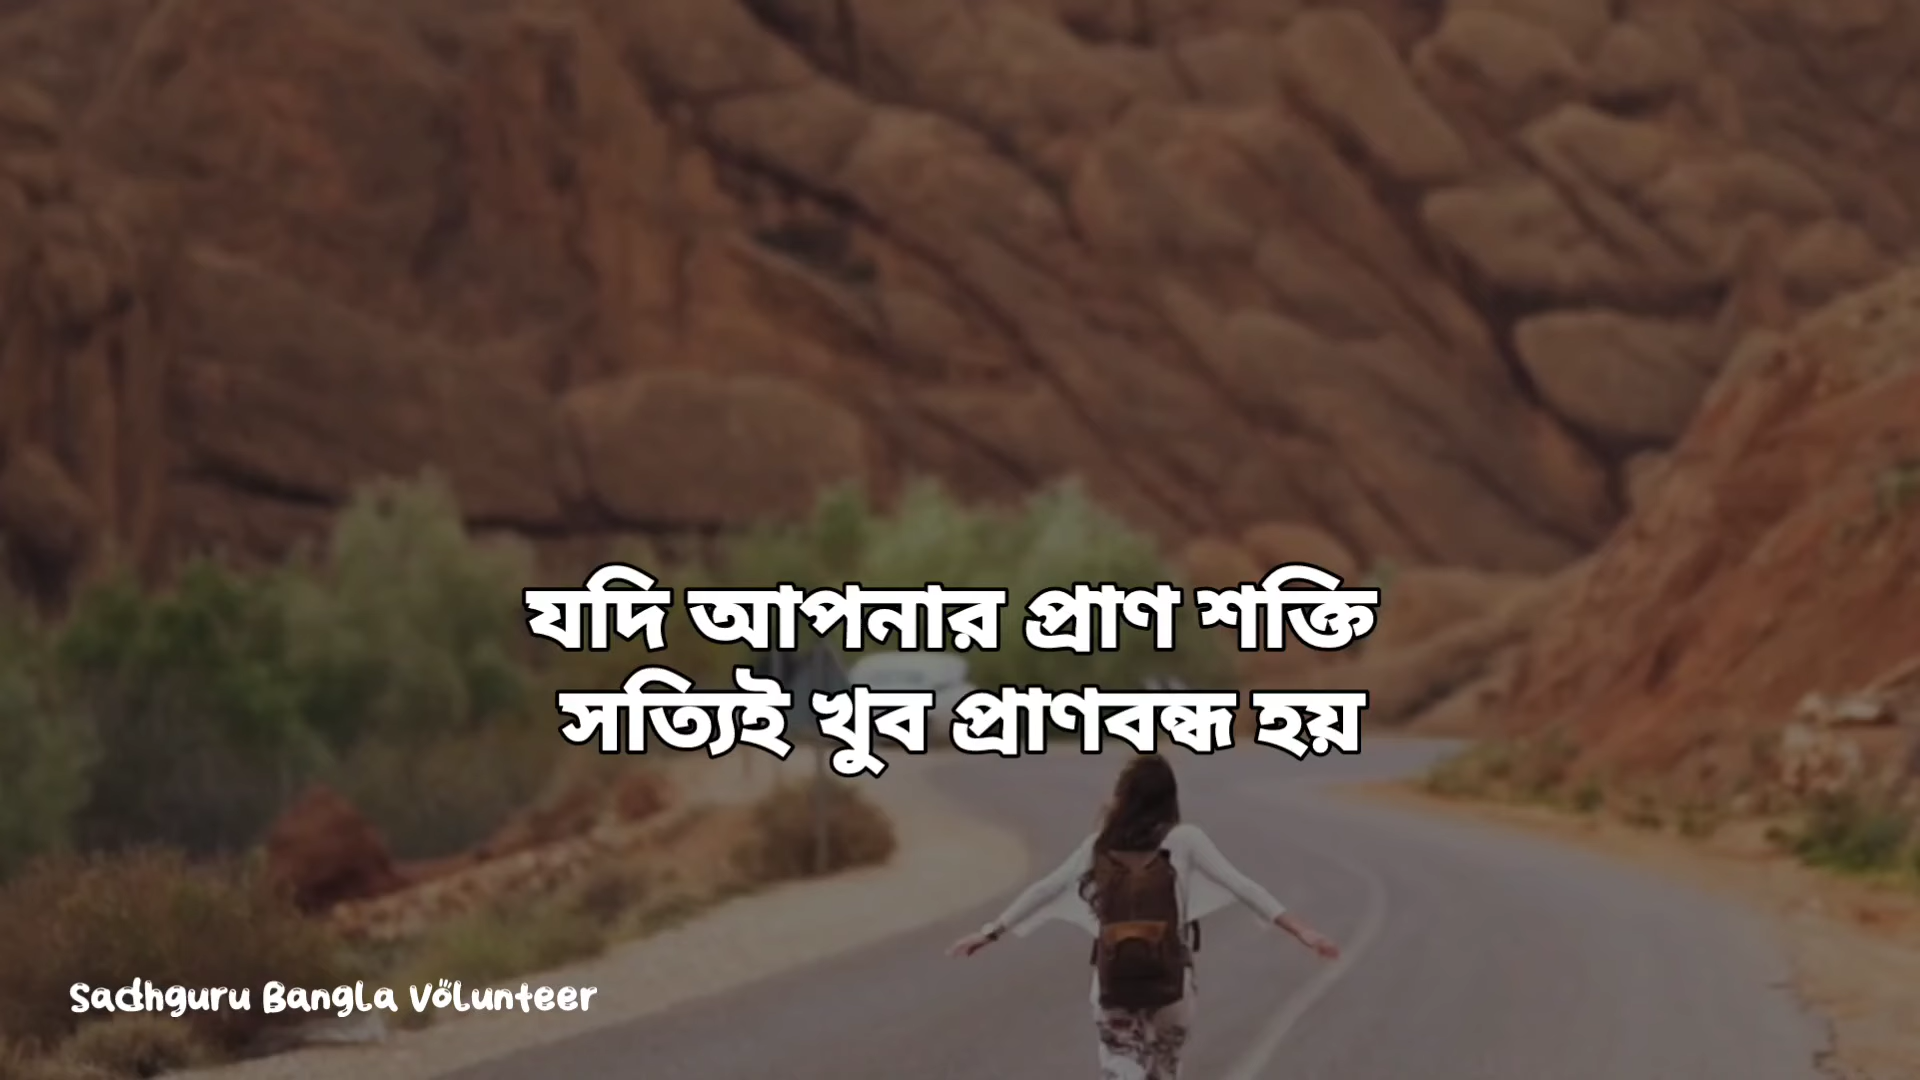 যদি আপনার প্রাণ শক্তি
সত্যিই খুব প্রাণবন্ধ হয়
Sadhguru Bangla Volunteer